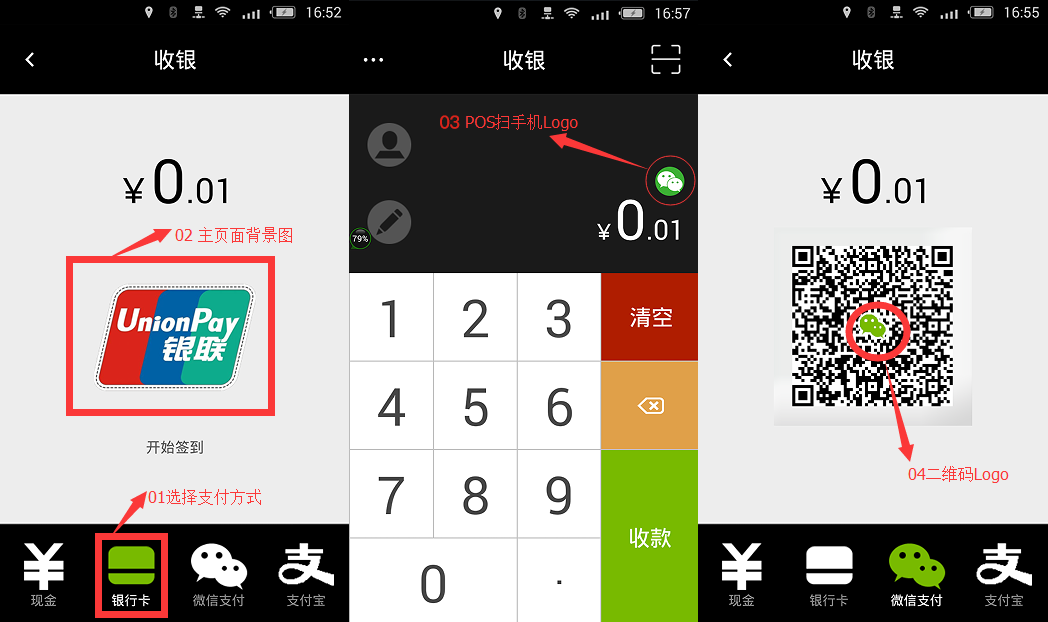 16:52
收银
¥0.01
02 主页面背景图
UnionPay
银联
开始签到
01选择支付方式
现金
银行卡
微信支付
支付宝
16:57
收银
03 POS扫手机Logo
79%
¥0.01
1
2
3
清空
4
5
6
7
8
9
收款
0
.
16:55
收银
¥0.01
04二维码Logo
现金
银行卡
微信支付
支付宝